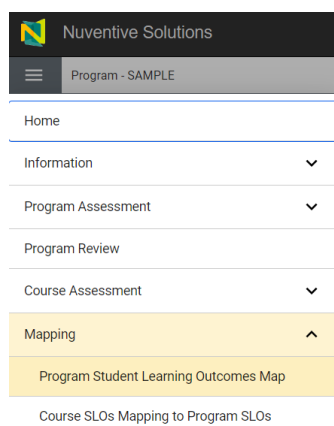 Nuventive Solutions
Program - SAMPLE
Home
Information
Program Assessment
Program Review
Course Assessment
Mapping
Program Student Learning Outcomes Map
Course SLOs Mapping to Program SLOs